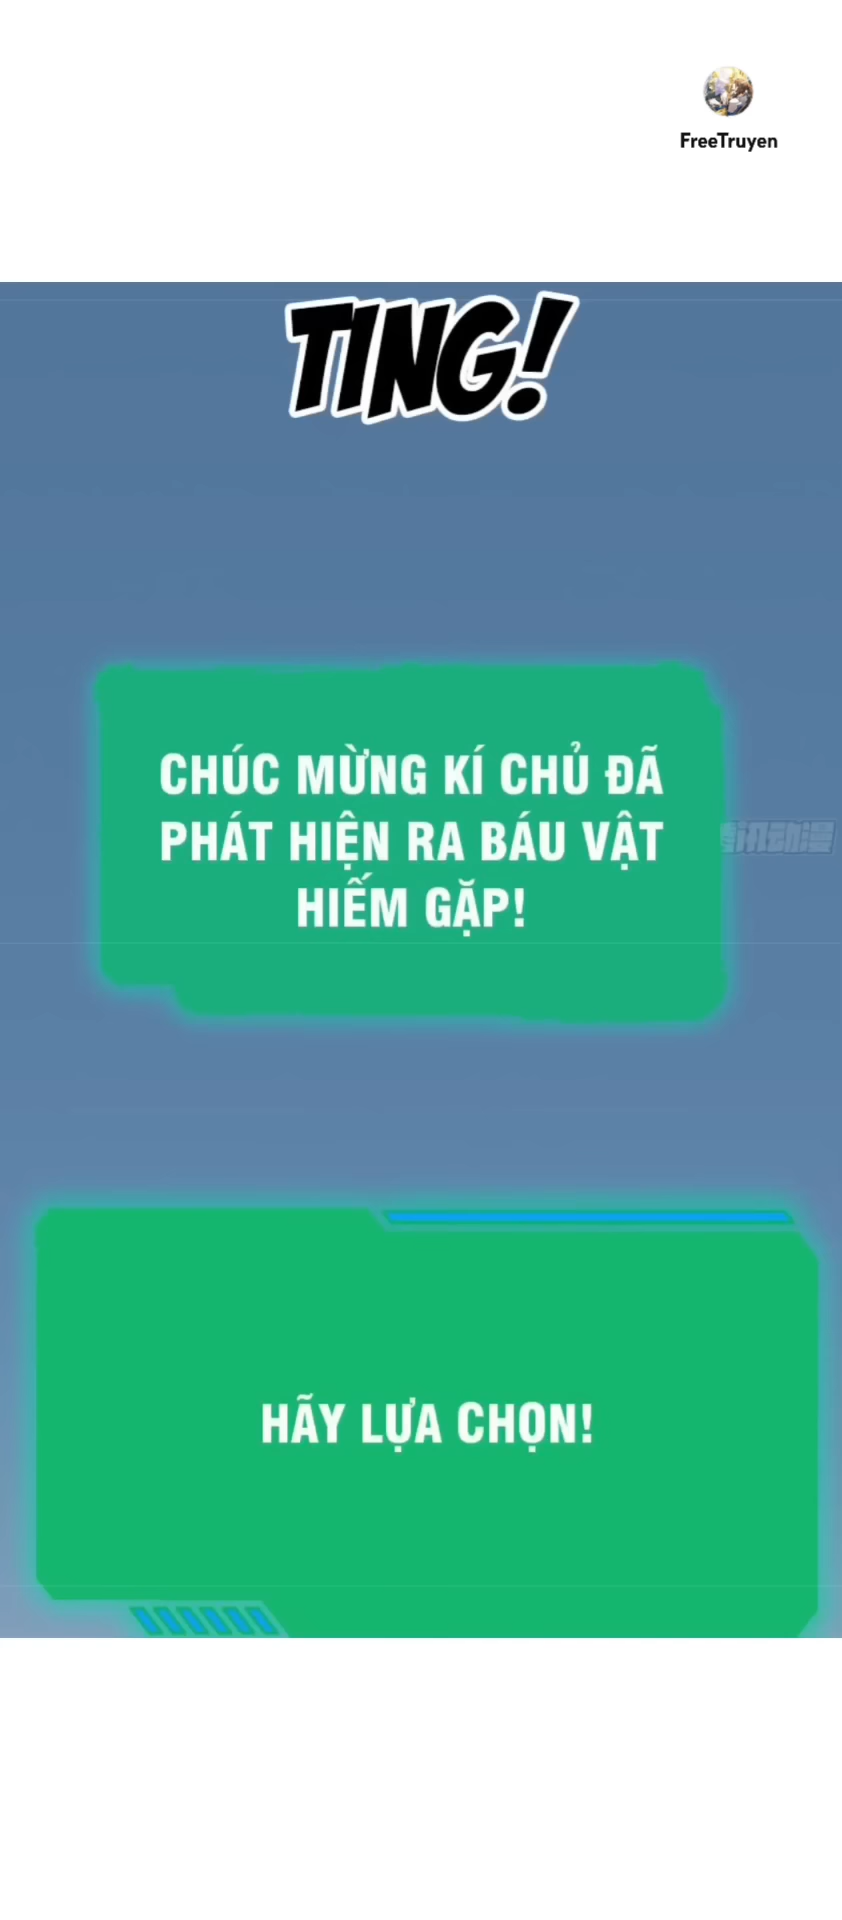 FreeTruyen
TING!
CHÚC MỪNG KÍ CHỦ ĐÃ
PHÁT HIỆN RA BÁU VẬT
HIẾM GẶP!
HÃY LỰA CHỌN!